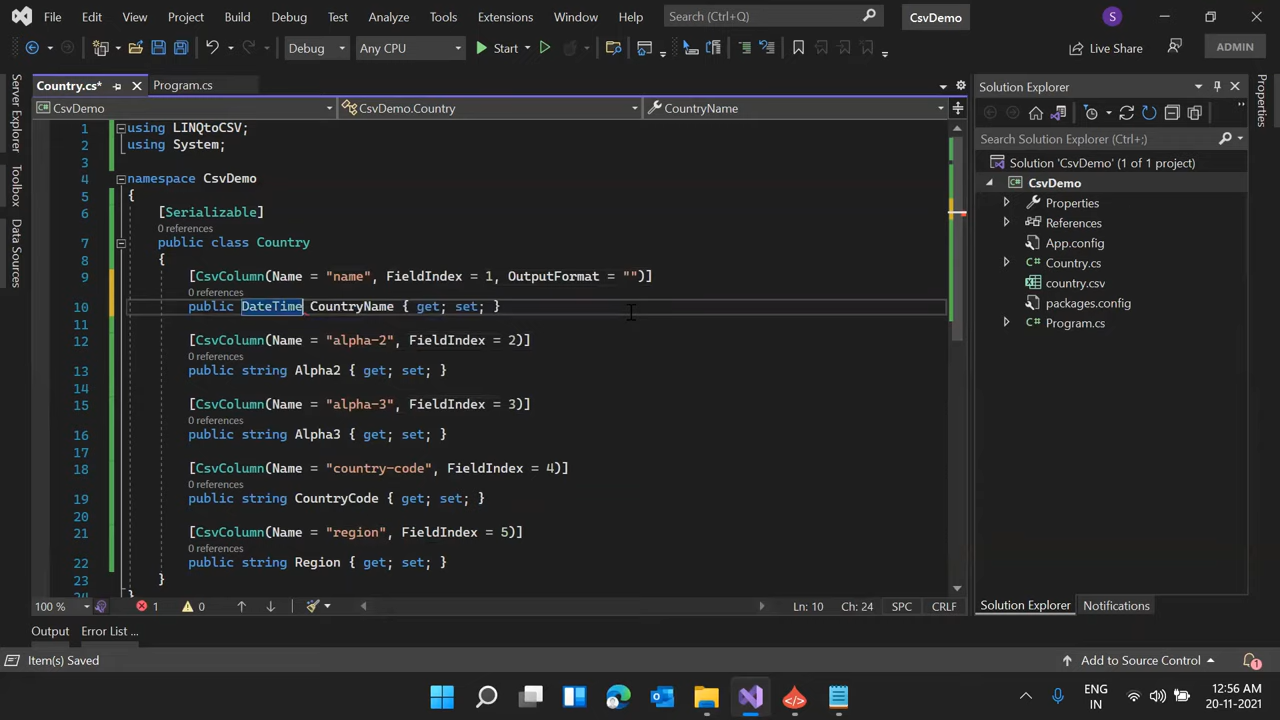 File Edit View Project Build Debug Test Analyze Tools Extensions Window Help Search (Ctrl+Q) CsvDemo S
Debug Any CPU Start Live Share ADMIN
Country.cs* Program.cs
CsvDemo CsvDemo.Country CountryName
Server Explorer
Toolbox
Data Sources
1 using LINQtoCSV;
2 using System;
3
4 namespace CsvDemo
5 {
6 [Serializable]
0 references
7 public class Country
8 {
9 [CsvColumn(Name = "name", FieldIndex = 1, OutputFormat = "")]
0 references
10 public DateTime CountryName { get; set; }
11
12 [CsvColumn(Name = "alpha-2", FieldIndex = 2)]
0 references
13 public string Alpha2 { get; set; }
14
15 [CsvColumn(Name = "alpha-3", FieldIndex = 3)]
0 references
16 public string Alpha3 { get; set; }
17
18 [CsvColumn(Name = "country-code", FieldIndex = 4)]
0 references
19 public string CountryCode { get; set; }
20
21 [CsvColumn(Name = "region", FieldIndex = 5)]
0 references
22 public string Region { get; set; }
23 }
24 }
100 % 1 0 Ln: 10 Ch: 24 SPC CRLF
Solution Explorer
Search Solution Explorer (Ctrl+;)
Solution 'CsvDemo' (1 of 1 project)
CsvDemo
Properties
References
App.config
Country.cs
country.csv
packages.config
Program.cs
Solution Explorer Notifications
Properties
Output Error List ...
Item(s) Saved Add to Source Control 1
ENG
IN
12:56 AM
20-11-2021